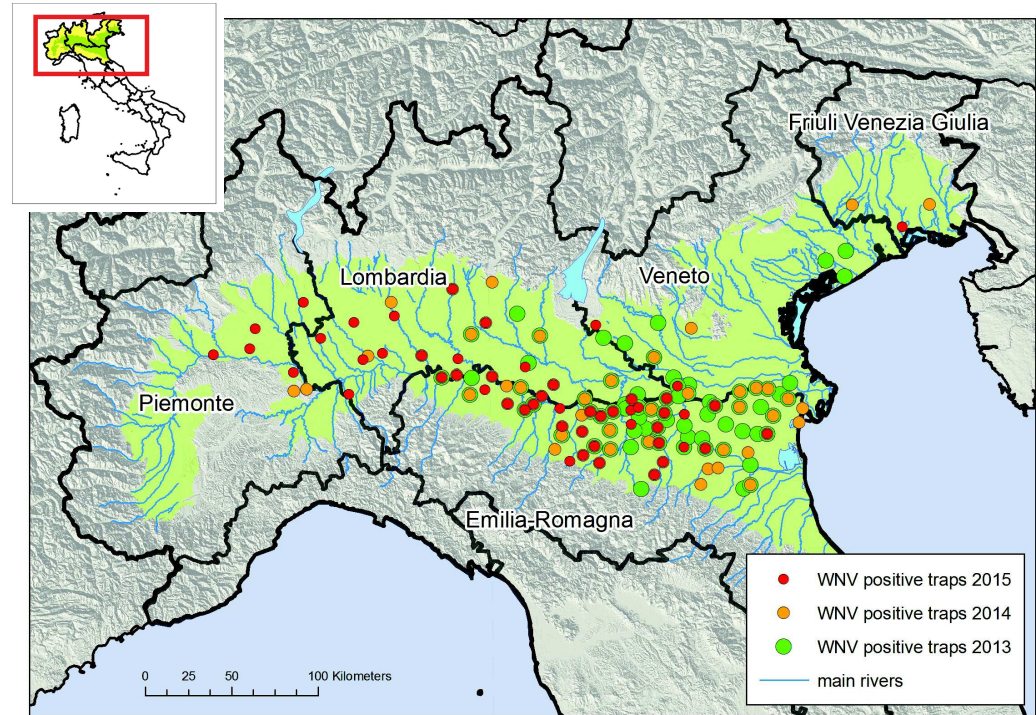 Friuli Venezia Giulia
Lombardia
Veneto
Piemonte
Emilia-Romagna
WNV positive traps 2015
WNV positive traps 2014
WNV positive traps 2013
main rivers
0 25 50 100 Kilometers